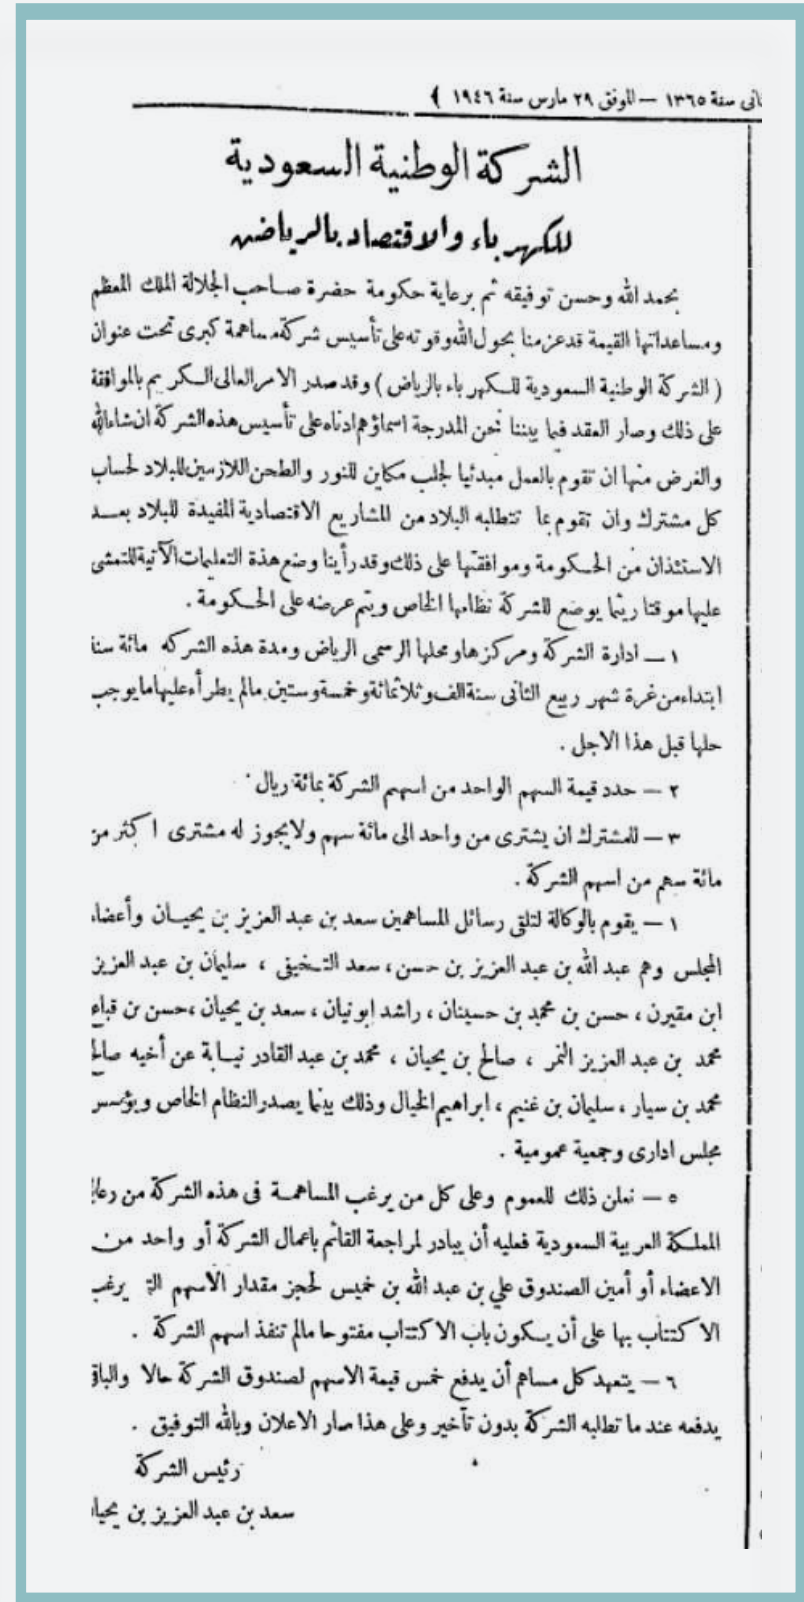 ثانى سنة ١٣٦٥ — الموفق ٢٩ مارس سنة ١٩٤٦ ﴾
الشركة الوطنية السعودية
للكهرباء والاقتصاد بالرياض
بحمد الله وحسن توفيقه ثم برعاية حكومة حضرة صاحب الجلالة الملك المعظم
ومساعداتها القيمة قد عزمنا بحول الله وقوته على تأسيس شركة مساهمة كبرى تحت عنوان
( الشركة الوطنية السعودية للكهرباء بالرياض ) وقد صدر الامر العالى الكريم بالموافقة
على ذلك وصار العقد فيما بيننا نحن المدرجة اسماؤهم ادناه على تأسيس هذه الشركة ان شاء الله
والغرض منها ان تقوم بالعمل مبدئيا لجلب مكاين للنور والطحن اللازمين للبلاد لحساب
كل مشترك وان تقوم بما تتطلبه البلاد من المشاريع الاقتصادية المفيدة للبلاد بعد
الاستئذان من الحكومة وموافقتها على ذلك وقد رأينا وضع هذة التعليمات الآتية للتمشى
عليها موقتا ريثما يوضع للشركة نظامها الخاص ويتم عرضه على الحكومة .
١ — ادارة الشركة ومركزها ومحلها الرسمى الرياض ومدة هذه الشركه مائة سنة
ابتداء من غرة شهر ربيع الثانى سنة الف وثلاثمائة وخمسة وستين مالم يطرأ عليها ما يوجب
حلها قبل هذا الاجل .
٢ — حدد قيمة السهم الواحد من اسهم الشركة بمائة ريال .
٣ — للمشترك ان يشترى من واحد الى مائة سهم ولا يجوز له مشترى اكثر من
مائة سهم من اسهم الشركة .
١ — يقوم بالوكالة لتلقى رسائل المساهمين سعد بن عبد العزيز بن يحيان وأعضاء
المجلس وهم عبد الله بن عبد العزيز بن حسن ، سعد التخيفى ، سليمان بن عبد العزيز
ابن مقيرن ، حسن بن محمد بن حسينان ، راشد ابونيان ، سعد بن يحيان ، حسن بن قباع
محمد بن عبد العزيز النمر ، صالح بن يحيان ، محمد بن عبد القادر نيابة عن أخيه صالح
محمد بن سيار ، سليمان بن غنيم ، ابراهيم الخيال وذلك بينما يصدر النظام الخاص ويؤسس
مجلس ادارى وجمعية عمومية .
٥ — نعلن ذلك للعموم وعلى كل من يرغب المساهمة فى هذه الشركة من رعايا
المملكة العربية السعودية فعليه أن يبادر لمراجعة القائم باعمال الشركة أو واحد من
الاعضاء أو أمين الصندوق علي بن عبد الله بن خميس لحجز مقدار الاسهم التى يرغب
الاكتتاب بها على أن يكون باب الاكتتاب مفتوحا مالم تنفذ اسهم الشركة .
٦ — يتعهد كل مساهم أن يدفع خمس قيمة الاسهم لصندوق الشركة حالا والباقى
يدفعه عند ما تطالبه الشركة بدون تأخير وعلى هذا صار الاعلان وبالله التوفيق .
رئيس الشركة
سعد بن عبد العزيز بن يحيان